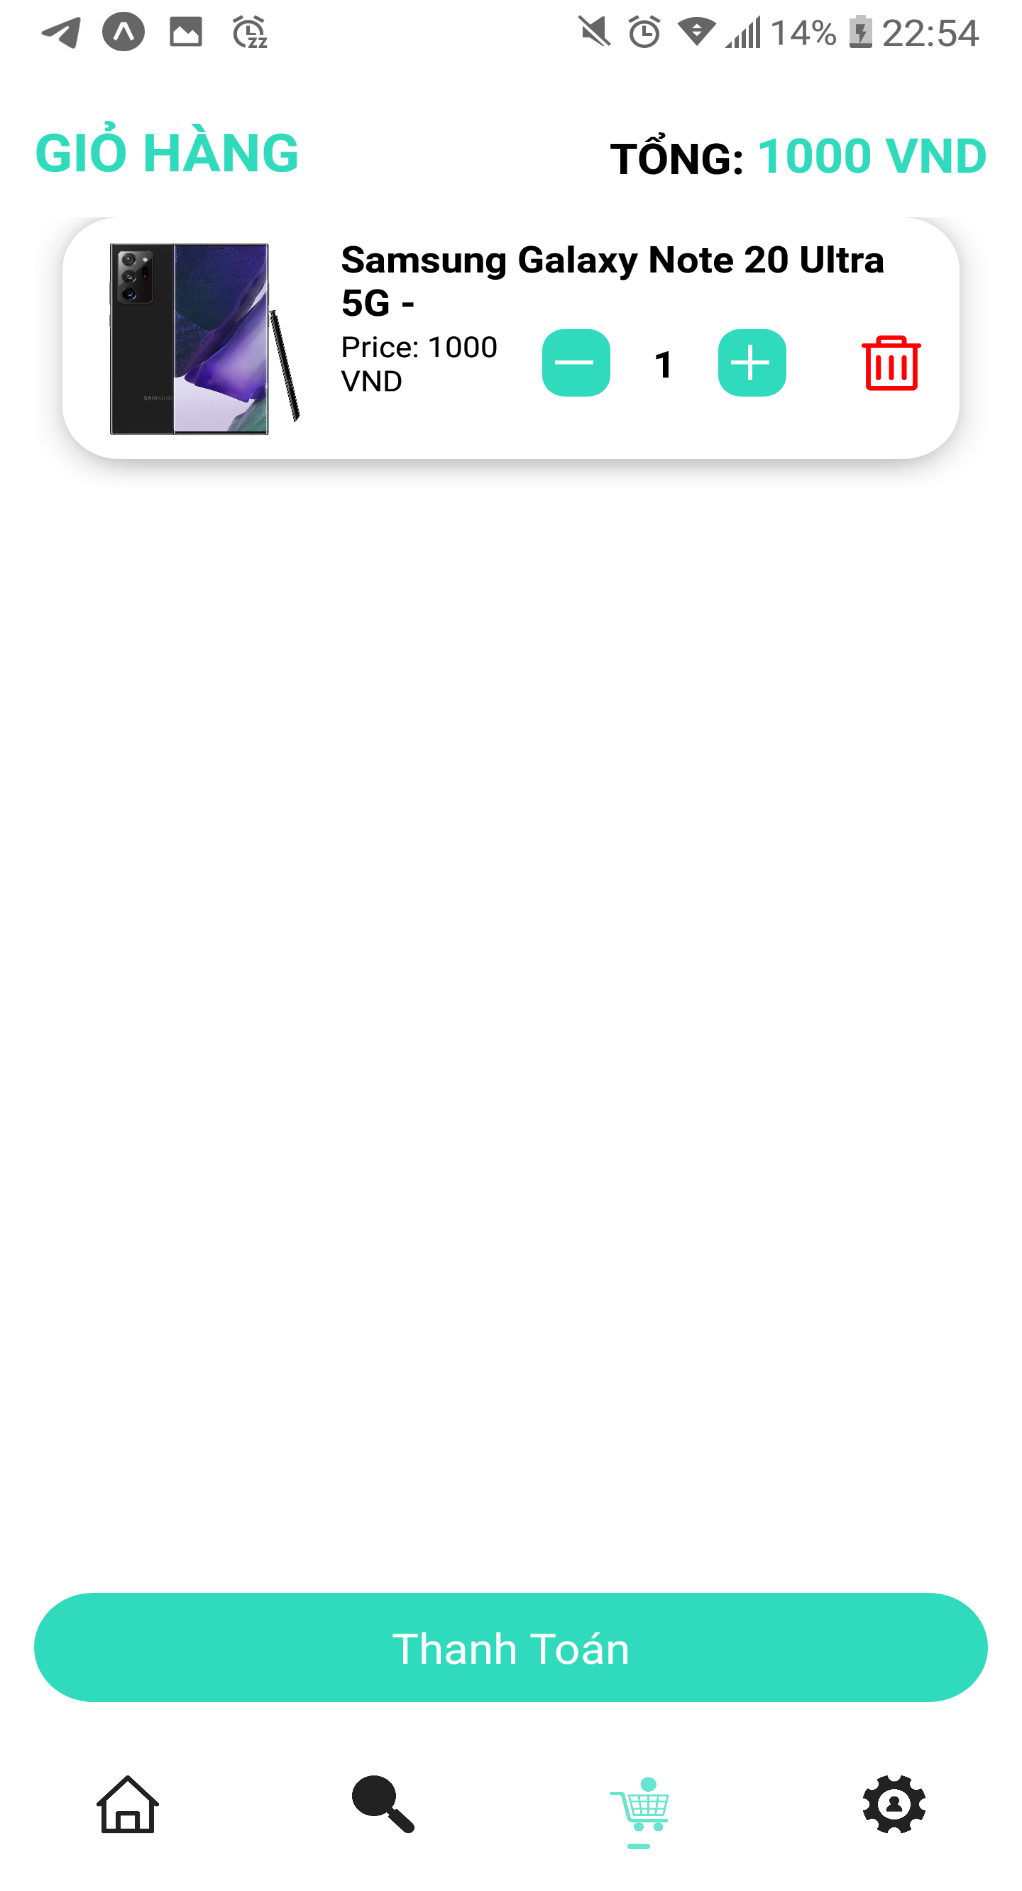 14% 22:54
GIỎ HÀNG
TỔNG: 1000 VND
Samsung Galaxy Note 20 Ultra
5G -
Price: 1000
VND
1
SAMSUNG
Thanh Toán